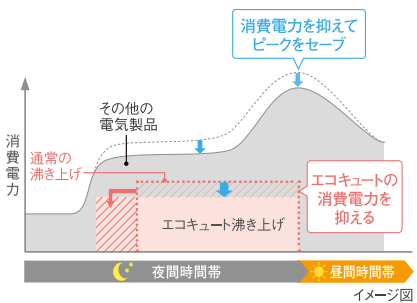 消費電力を抑えて
ピークをセーブ
その他の
電気製品
通常の
沸き上げ
消費電力
エコキュートの
消費電力を
抑える
エコキュート沸き上げ
夜間時間帯
昼間時間帯
イメージ図